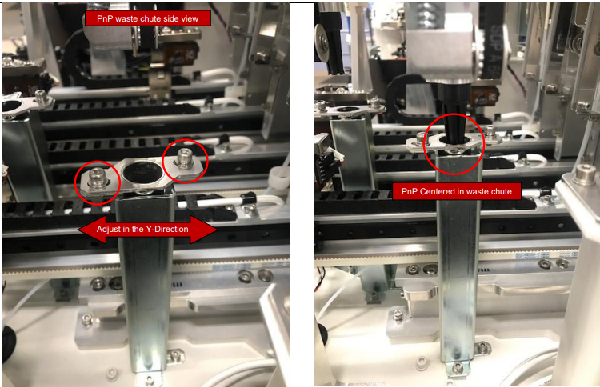 PnP waste chute side view
Adjust in the Y-Direction
PnP Centered in waste chute